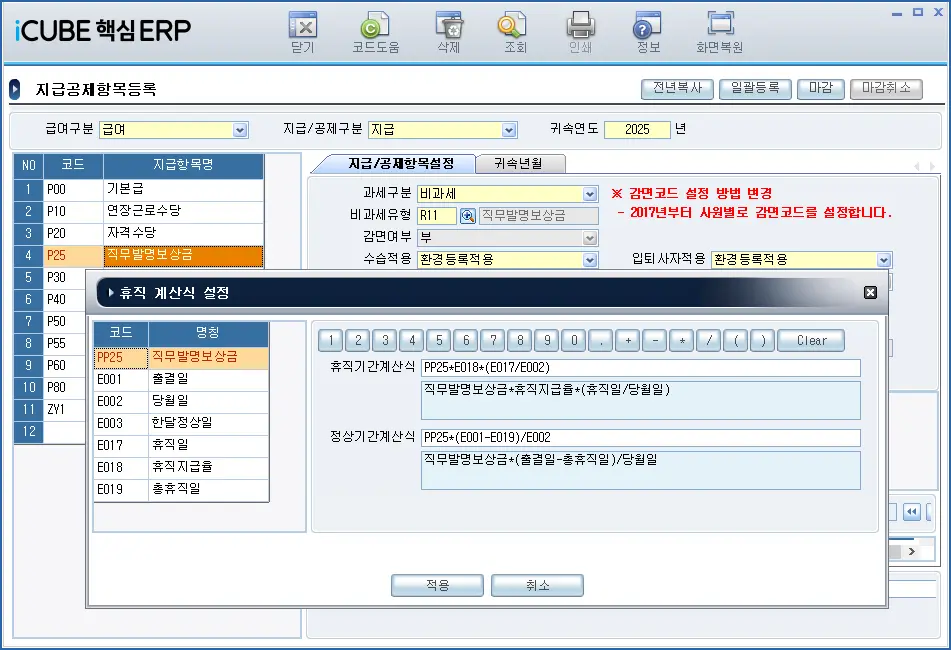 iCUBE 핵심ERP
닫기 코드도움 삭제 조회 인쇄 정보 화면복원
지급공제항목등록
전년복사 일괄등록 마감 마감취소
급여구분 급여 지급/공제구분 지급 귀속연도 2025 년
NO 코드 지급항목명
1 P00 기본급
2 P10 연장근로수당
3 P20 자격수당
4 P25 직무발명보상금
5 P30
6 P40
7 P50
8 P55
9 P60
10 P80
11 ZY1
12
지급/공제항목설정 귀속년월
과세구분 비과세
비과세유형 R11 직무발명보상금
감면여부 부
수습적용 환경등록적용 입퇴사자적용 환경등록적용
※ 감면코드 설정 방법 변경
- 2017년부터 사원별로 감면코드를 설정합니다.
휴직 계산식 설정
코드 명칭
PP25 직무발명보상금
E001 출결일
E002 당월일
E003 한달정상일
E017 휴직일
E018 휴직지급율
E019 총휴직일
1 2 3 4 5 6 7 8 9 0 . + - * / ( ) Clear
휴직기간계산식 PP25*E018*(E017/E002)
직무발명보상금*휴직지급율*(휴직일/당월일)
정상기간계산식 PP25*(E001-E019)/E002
직무발명보상금*(출결일-총휴직일)/당월일
적용 취소